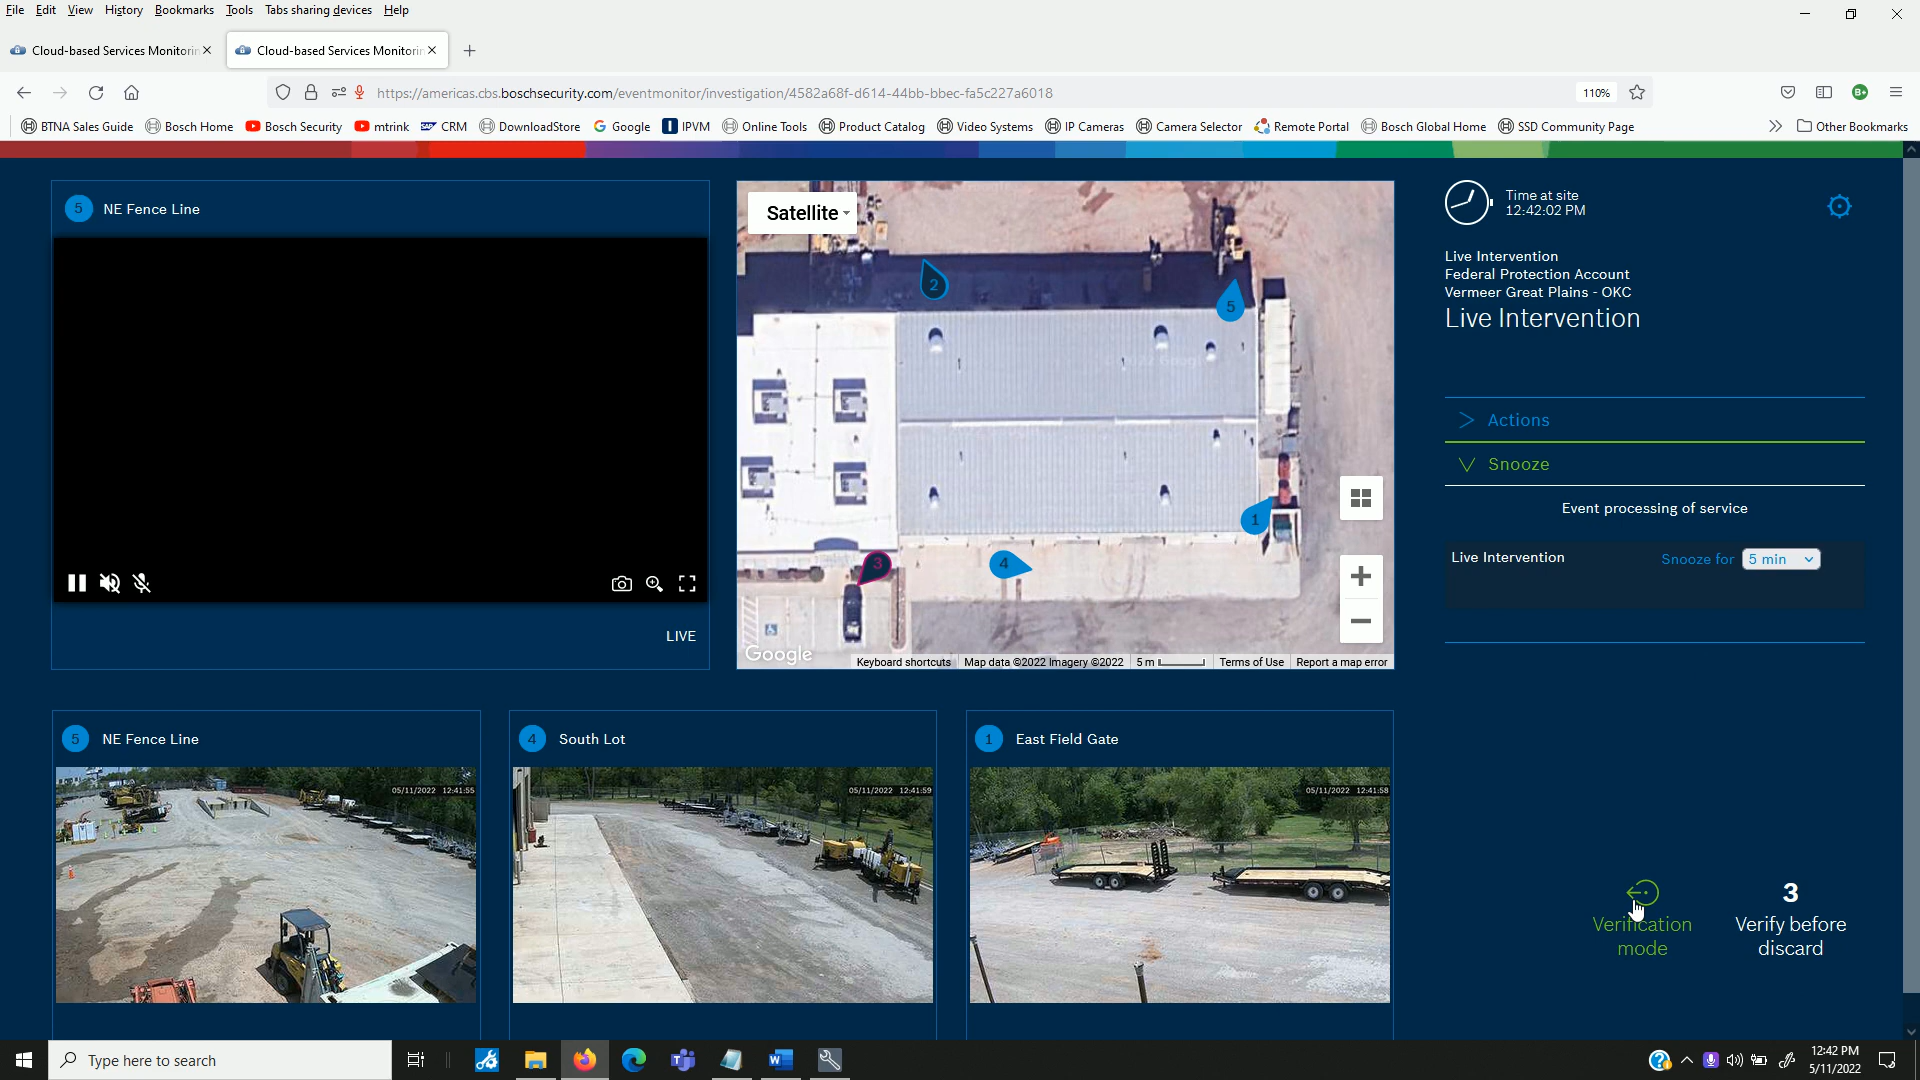 File Edit View History Bookmarks Tools Tabs sharing devices Help
Cloud-based Services Monitorin
Cloud-based Services Monitorin
https://americas.cbs.boschsecurity.com/eventmonitor/investigation/4582a68f-d614-44bb-bbec-fa5c227a6018
110%
BTNA Sales Guide Bosch Home Bosch Security mtrink CRM DownloadStore Google IPVM Online Tools Product Catalog Video Systems IP Cameras Camera Selector Remote Portal Bosch Global Home SSD Community Page Other Bookmarks
5 NE Fence Line
LIVE
Satellite
2
5
1
3
4
Google
Keyboard shortcuts Map data ©2022 Imagery ©2022 5 m Terms of Use Report a map error
Time at site
12:42:02 PM
Live Intervention
Federal Protection Account
Vermeer Great Plains - OKC
Live Intervention
Actions
Snooze
Event processing of service
Live Intervention Snooze for 5 min
5 NE Fence Line
05/11/2022 12:41:55
4 South Lot
05/11/2022 12:41:59
1 East Field Gate
05/11/2022 12:41:58
Verification
mode
3
Verify before
discard
Type here to search
12:42 PM
5/11/2022